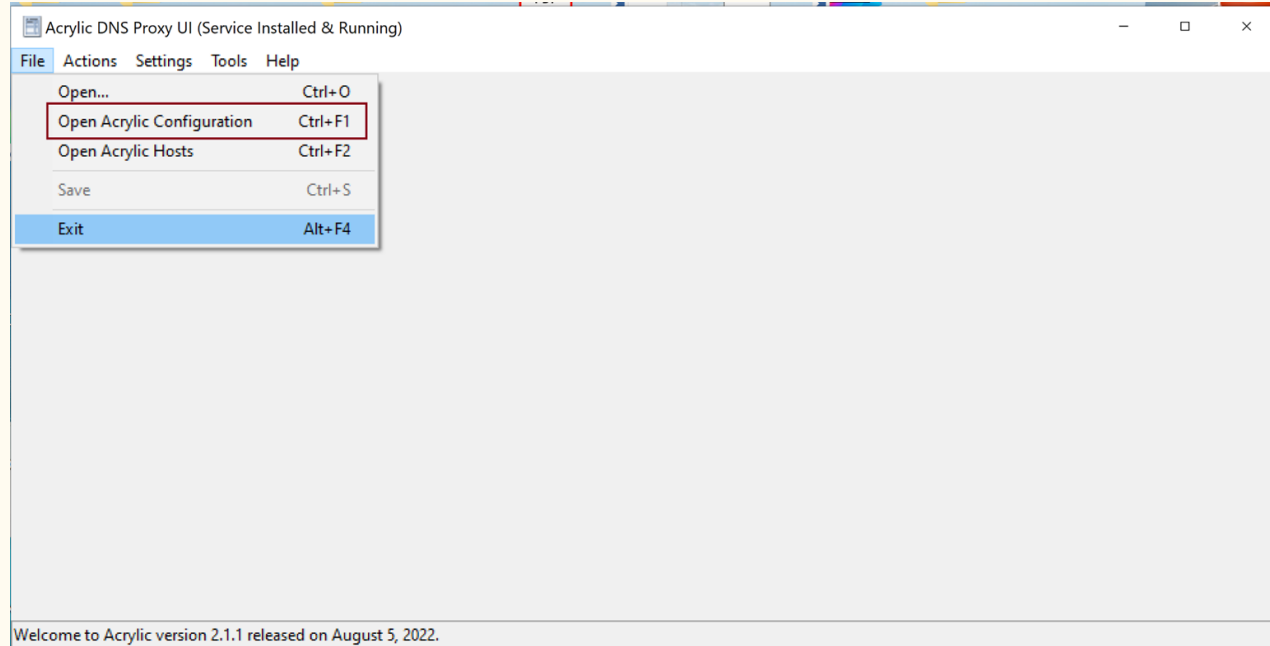 Acrylic DNS Proxy UI (Service Installed & Running)
File Actions Settings Tools Help
Open... Ctrl+O
Open Acrylic Configuration Ctrl+F1
Open Acrylic Hosts Ctrl+F2
Save Ctrl+S
Exit Alt+F4
Welcome to Acrylic version 2.1.1 released on August 5, 2022.